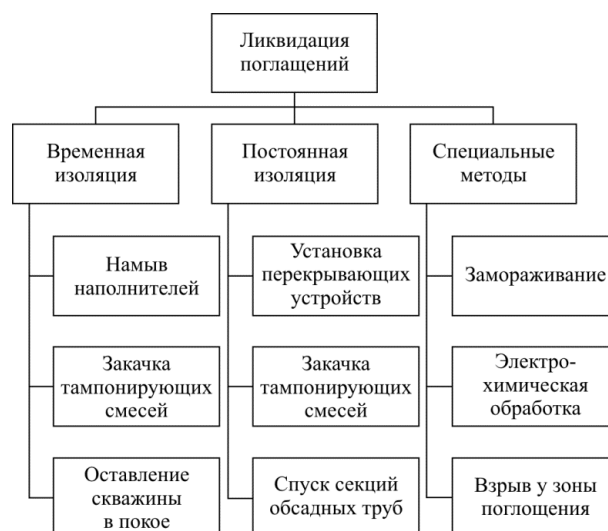 Ликвидация
поглащений
Временная
изоляция
Постоянная
изоляция
Специальные
методы
Намыв
наполнителей
Закачка
тампонирующих
смесей
Оставление
скважины
в покое
Установка
перекрывающих
устройств
Закачка
тампонирующих
смесей
Спуск секций
обсадных труб
Замораживание
Электро-
химическая
обработка
Взрыв у зоны
поглощения